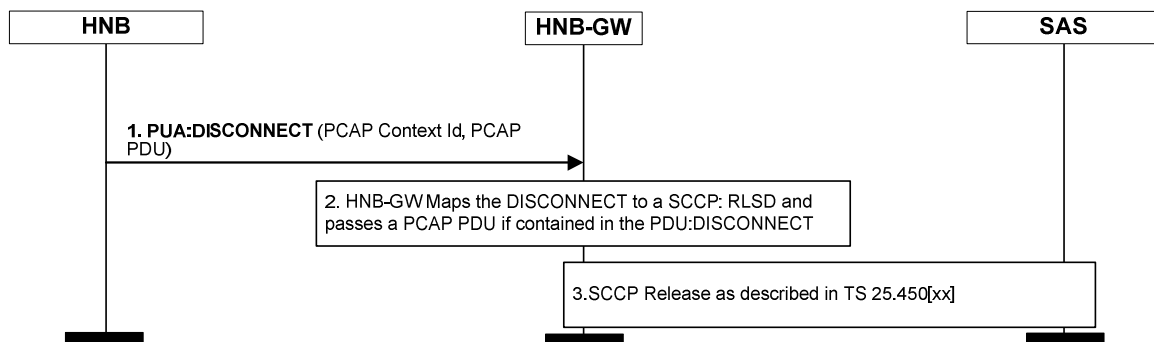 HNB
HNB-GW
SAS
1. PUA:DISCONNECT (PCAP Context Id, PCAP
PDU)
2. HNB-GW Maps the DISCONNECT to a SCCP: RLSD and
passes a PCAP PDU if contained in the PDU:DISCONNECT
3.SCCP Release as described in TS 25.450[xx]